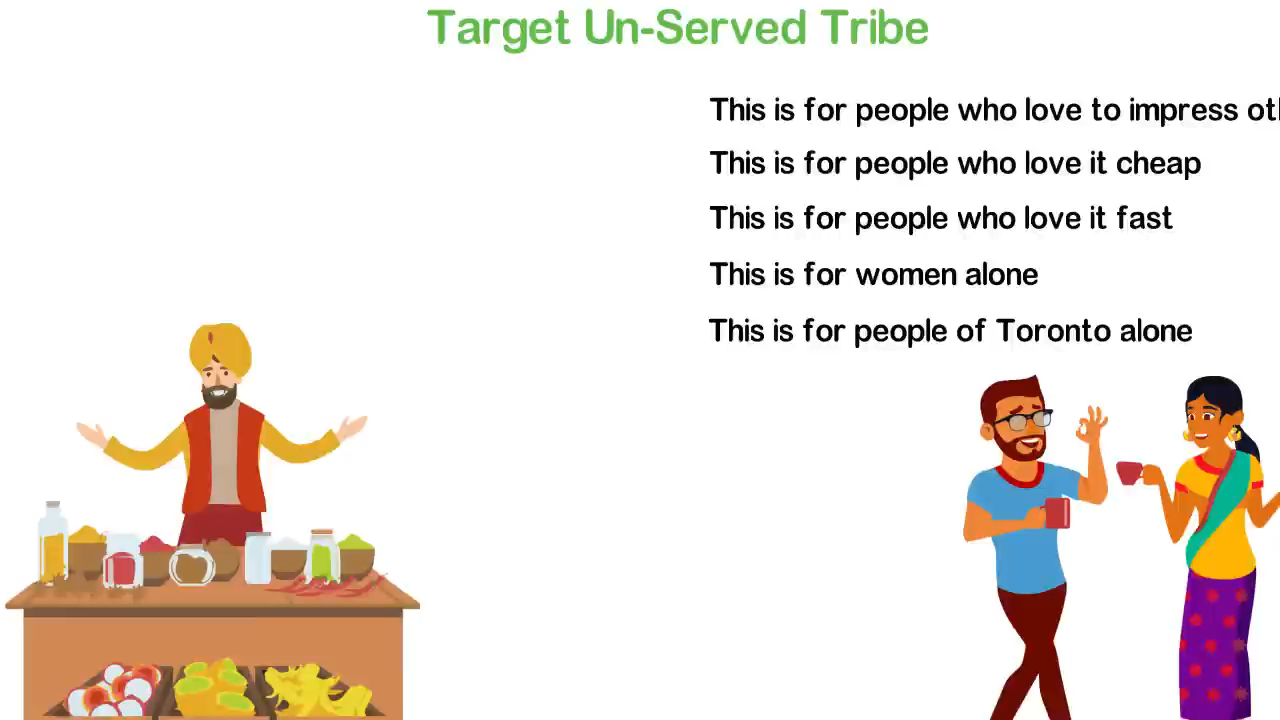 Target Un-Served Tribe
This is for people who love to impress
This is for people who love it cheap
This is for people who love it fast
This is for women alone
This is for people of Toronto alone